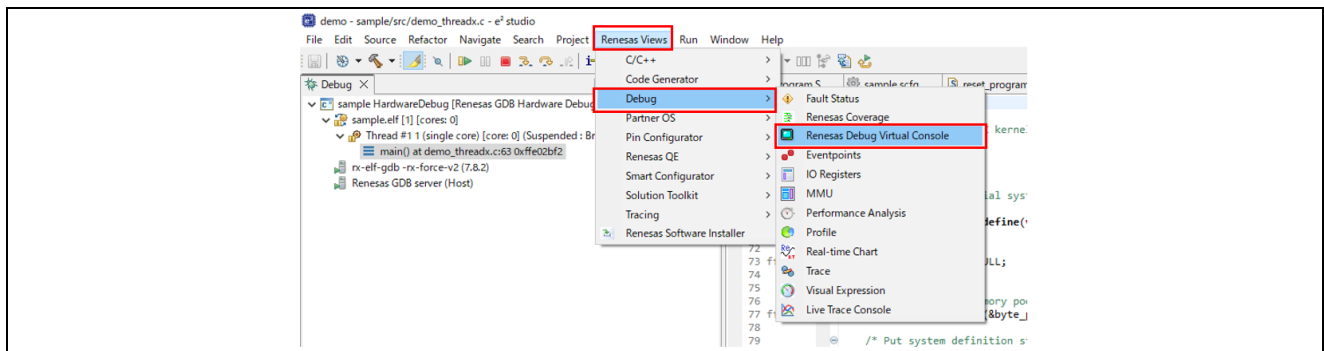 demo - sample/src/demo_threadx.c - e² studio
File Edit Source Refactor Navigate Search Project Renesas Views Run Window Help
Debug
sample HardwareDebug [Renesas GDB Hardware Debug
sample.elf [1] [cores: 0]
Thread #1 1 (single core) [core: 0] (Suspended : Br
main() at demo_threadx.c:63 0xffe02bf2
rx-elf-gdb -rx-force-v2 (7.8.2)
Renesas GDB server (Host)
C/C++
Code Generator
Debug
Partner OS
Pin Configurator
Renesas QE
Smart Configurator
Solution Toolkit
Tracing
Renesas Software Installer
Fault Status
Renesas Coverage
Renesas Debug Virtual Console
Eventpoints
IO Registers
MMU
Performance Analysis
Profile
Real-time Chart
Trace
Visual Expression
Live Trace Console
sample.scfg
reset_program
kernel
ial sys
define(
72
73 ULL;
74
75
76 mory
77 (&byte_
78
79 /* Put system definition s